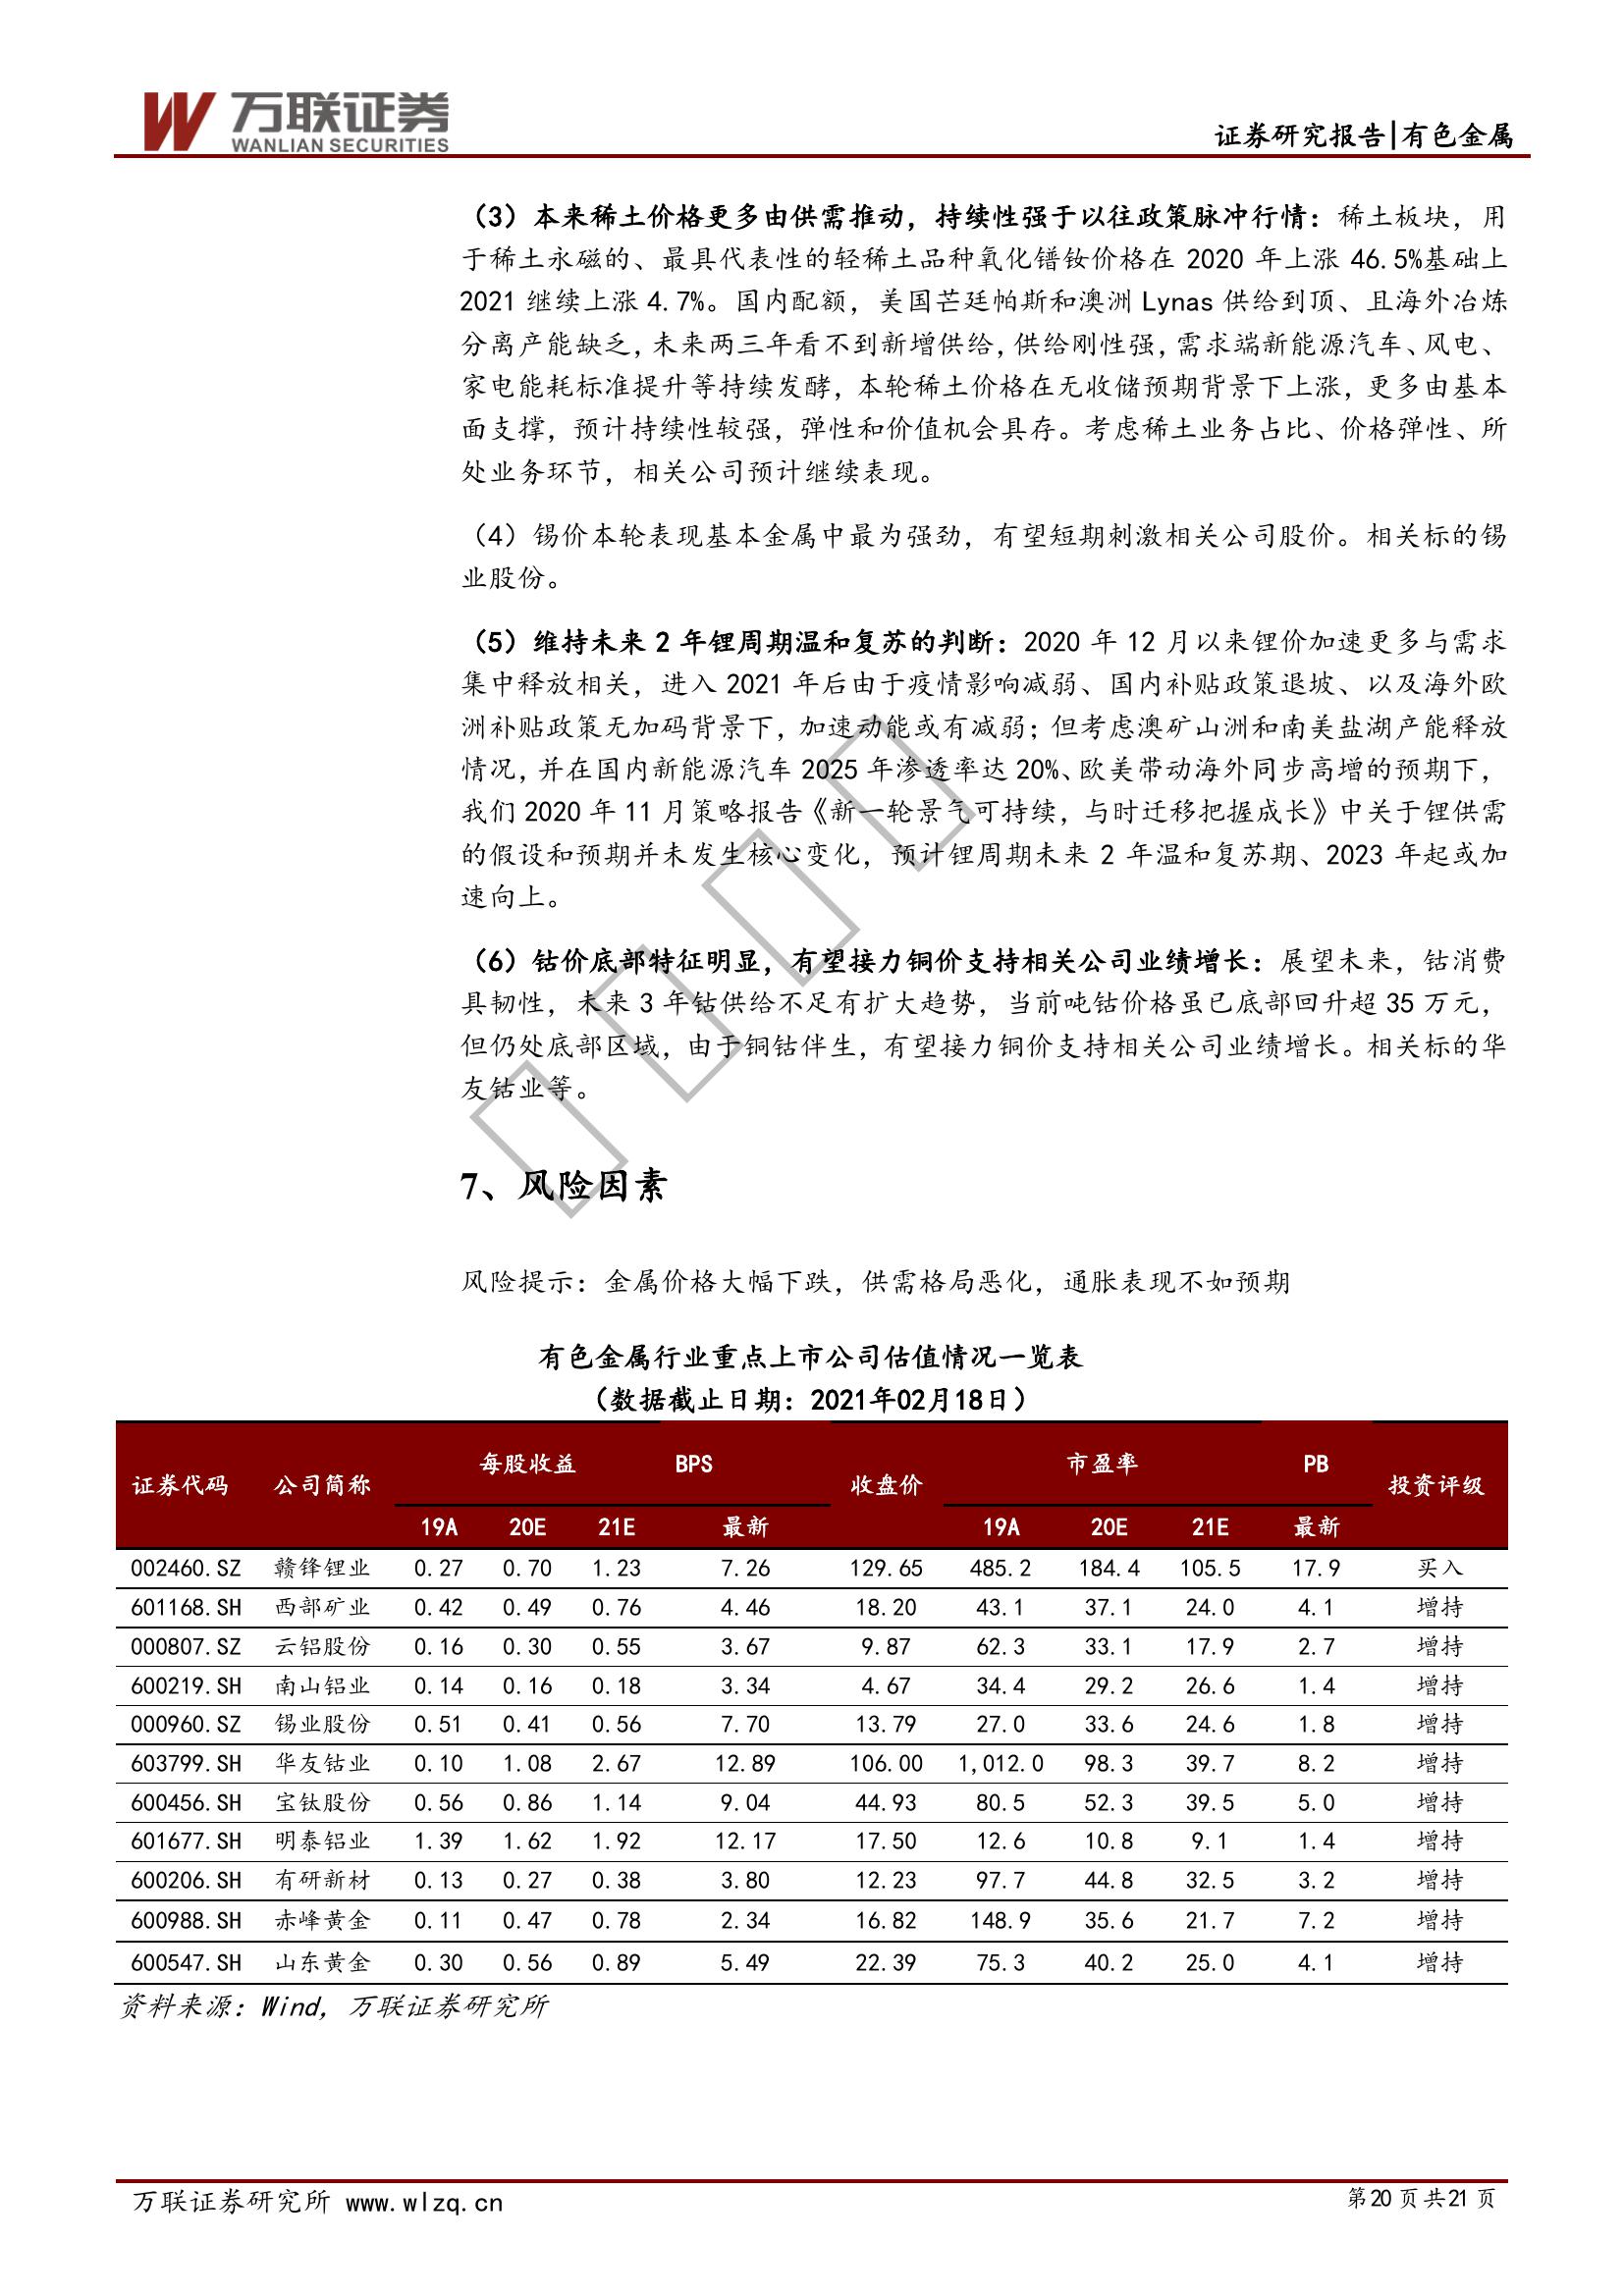 万联证券
WANLIAN SECURITIES
证券研究报告|有色金属
（3）本来稀土价格更多由供需推动，持续性强于以往政策脉冲行情：稀土板块，用
于稀土永磁的、最具代表性的轻稀土品种氧化镨钕价格在 2020 年上涨 46.5%基础上
2021 继续上涨 4.7%。国内配额，美国芒廷帕斯和澳洲 Lynas 供给到顶、且海外冶炼
分离产能缺乏，未来两三年看不到新增供给，供给刚性强，需求端新能源汽车、风电、
家电能耗标准提升等持续发酵，本轮稀土价格在无收储预期背景下上涨，更多由基本
面支撑，预计持续性较强，弹性和价值机会具存。考虑稀土业务占比、价格弹性、所
处业务环节，相关公司预计继续表现。
（4）锡价本轮表现基本金属中最为强劲，有望短期刺激相关公司股价。相关标的锡
业股份。
（5）维持未来 2 年锂周期温和复苏的判断：2020 年 12 月以来锂价加速更多与需求
集中释放相关，进入 2021 年后由于疫情影响减弱、国内补贴政策退坡、以及海外欧
洲补贴政策无加码背景下，加速动能或有减弱；但考虑澳矿山洲和南美盐湖产能释放
情况，并在国内新能源汽车 2025 年渗透率达 20%、欧美带动海外同步高增的预期下，
我们 2020 年 11 月策略报告《新一轮景气可持续，与时迁移把握成长》中关于锂供需
的假设和预期并未发生核心变化，预计锂周期未来 2 年温和复苏期、2023 年起或加
速向上。
（6）钴价底部特征明显，有望接力铜价支持相关公司业绩增长：展望未来，钴消费
具韧性，未来 3 年钴供给不足有扩大趋势，当前吨钴价格虽已底部回升超 35 万元，
但仍处底部区域，由于铜钴伴生，有望接力铜价支持相关公司业绩增长。相关标的华
友钴业等。
7、风险因素
风险提示：金属价格大幅下跌，供需格局恶化，通胀表现不如预期
有色金属行业重点上市公司估值情况一览表
（数据截止日期：2021年02月18日）
证券代码 公司简称 每股收益 BPS 收盘价 市盈率 PB 投资评级
19A 20E 21E 最新 19A 20E 21E 最新
002460.SZ 赣锋锂业 0.27 0.70 1.23 7.26 129.65 485.2 184.4 105.5 17.9 买入
601168.SH 西部矿业 0.42 0.49 0.76 4.46 18.20 43.1 37.1 24.0 4.1 增持
000807.SZ 云铝股份 0.16 0.30 0.55 3.67 9.87 62.3 33.1 17.9 2.7 增持
600219.SH 南山铝业 0.14 0.16 0.18 3.34 4.67 34.4 29.2 26.6 1.4 增持
000960.SZ 锡业股份 0.51 0.41 0.56 7.70 13.79 27.0 33.6 24.6 1.8 增持
603799.SH 华友钴业 0.10 1.08 2.67 12.89 106.00 1,012.0 98.3 39.7 8.2 增持
600456.SH 宝钛股份 0.56 0.86 1.14 9.04 44.93 80.5 52.3 39.5 5.0 增持
601677.SH 明泰铝业 1.39 1.62 1.92 12.17 17.50 12.6 10.8 9.1 1.4 增持
600206.SH 有研新材 0.13 0.27 0.38 3.80 12.23 97.7 44.8 32.5 3.2 增持
600988.SH 赤峰黄金 0.11 0.47 0.78 2.34 16.82 148.9 35.6 21.7 7.2 增持
600547.SH 山东黄金 0.30 0.56 0.89 5.49 22.39 75.3 40.2 25.0 4.1 增持
资料来源：Wind，万联证券研究所
万联证券研究所 www.wlzq.cn
第20 页 共21 页